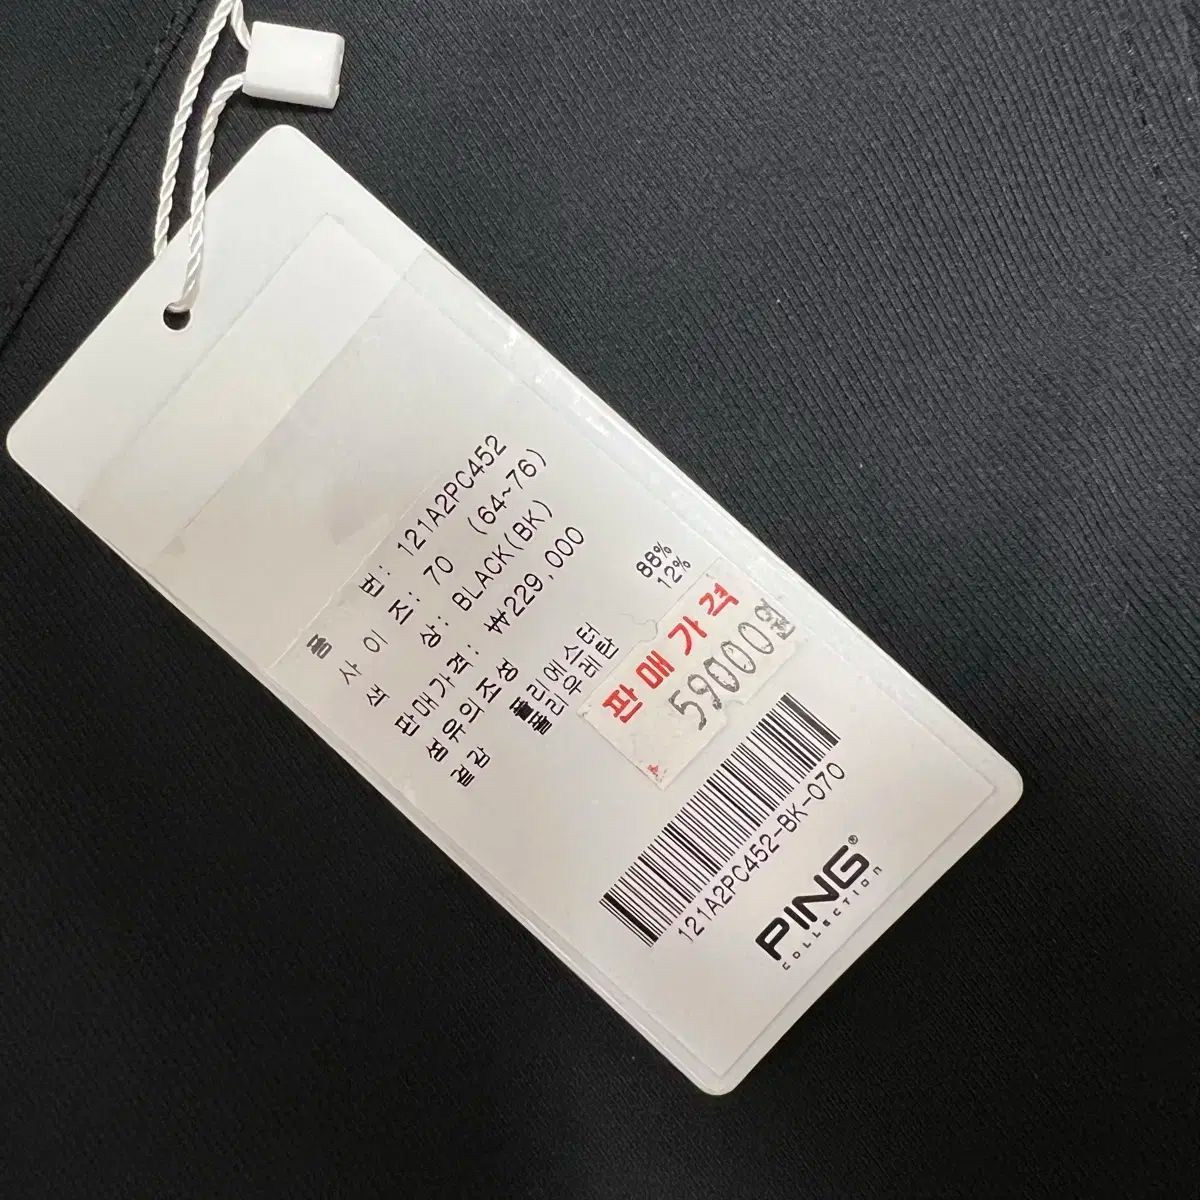 품 번: 121A2PC452
사 이 즈: 70 (64~76)
색 상: BLACK(BK)
판매가격: ₩229,000
섬유의조성
겉감 폴리에스터 88%
폴리우레탄 12%
판매가격
59000원
121A2PC452-BK-070
PING®
COLLECTION